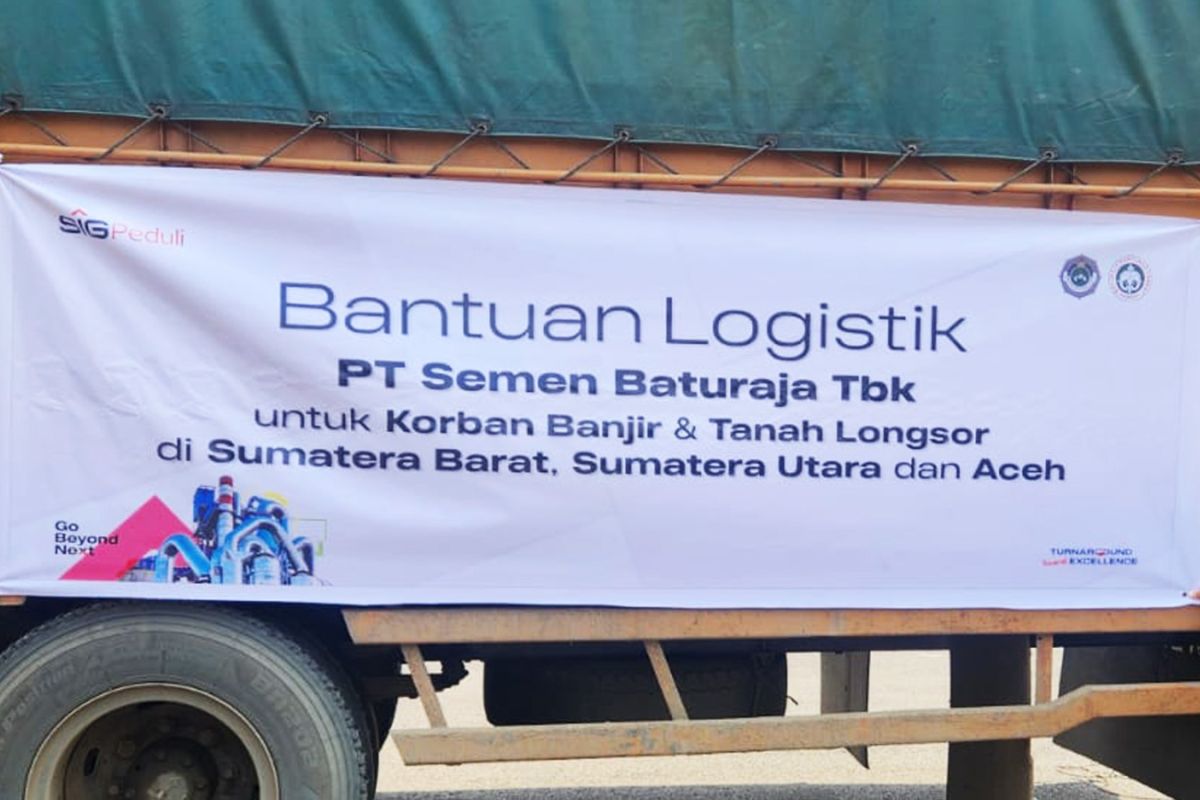 SIG Peduli
Bantuan Logistik
PT Semen Baturaja Tbk
untuk Korban Banjir & Tanah Longsor
di Sumatera Barat, Sumatera Utara dan Aceh
Go
Beyond
Next
TURNAROUND
toward EXCELLENCE